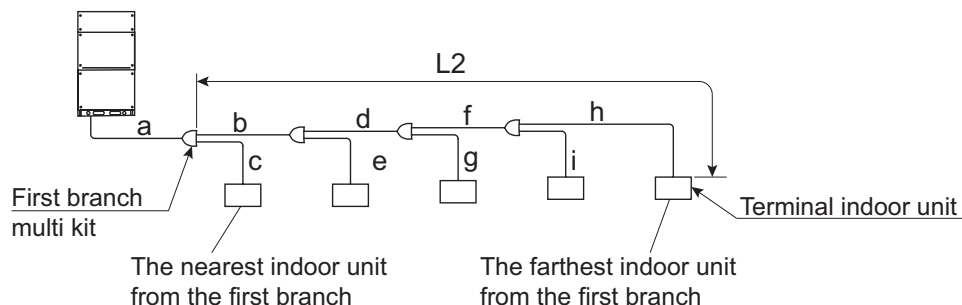 L2
a
b
d
f
h
c
e
g
i
First branch
multi kit
Terminal indoor unit
The nearest indoor unit
from the first branch
The farthest indoor unit
from the first branch